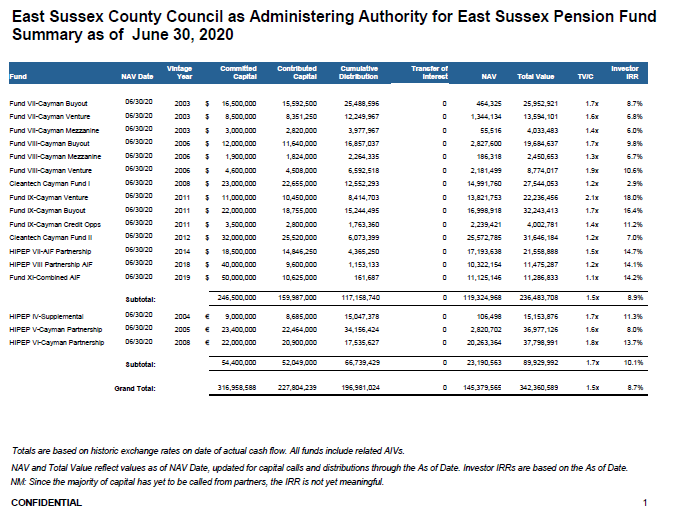 East Sussex County Council as Administering Authority for East Sussex Pension Fund
Summary as of June 30, 2020
Fund NAV Date Vintage Year Committed Capital Contributed Capital Cumulative Distribution Transfer of Interest NAV Total Value TV/C Investor IRR
Fund VII-Cayman Buyout 06/30/20 2003 $ 16,500,000 15,592,500 25,488,596 0 464,325 25,952,921 1.7x 8.7%
Fund VII-Cayman Venture 06/30/20 2003 $ 8,500,000 8,351,250 12,249,967 0 1,344,134 13,594,101 1.6x 6.8%
Fund VII-Cayman Mezzanine 06/30/20 2003 $ 3,000,000 2,820,000 3,977,967 0 55,516 4,033,483 1.4x 6.0%
Fund VIII-Cayman Buyout 06/30/20 2006 $ 12,000,000 11,640,000 16,857,037 0 2,827,600 19,684,637 1.7x 9.8%
Fund VIII-Cayman Mezzanine 06/30/20 2006 $ 1,900,000 1,824,000 2,264,335 0 186,318 2,450,653 1.3x 6.7%
Fund VIII-Cayman Venture 06/30/20 2006 $ 4,600,000 4,508,000 6,592,518 0 2,181,499 8,774,017 1.9x 10.6%
Cleantech Cayman Fund I 06/30/20 2008 $ 23,000,000 22,655,000 12,552,293 0 14,991,760 27,544,053 1.2x 2.9%
Fund IX-Cayman Venture 06/30/20 2011 $ 11,000,000 10,450,000 8,414,703 0 13,821,753 22,236,456 2.1x 18.0%
Fund IX-Cayman Buyout 06/30/20 2011 $ 22,000,000 18,755,000 15,244,495 0 16,998,918 32,243,413 1.7x 16.4%
Fund IX-Cayman Credit Opps 06/30/20 2011 $ 3,500,000 2,800,000 1,763,360 0 2,239,421 4,002,781 1.4x 11.2%
Cleantech Cayman Fund II 06/30/20 2012 $ 32,000,000 25,520,000 6,073,399 0 25,572,785 31,646,184 1.2x 7.0%
HIPEP VII-AIF Partnership 06/30/20 2014 $ 18,500,000 14,846,250 4,365,250 0 17,193,638 21,558,888 1.5x 14.7%
HIPEP VIII Partnership AIF 06/30/20 2018 $ 40,000,000 9,600,000 1,153,133 0 10,322,154 11,475,287 1.2x 14.1%
Fund XI-Combined AIF 06/30/20 2019 $ 50,000,000 10,625,000 161,687 0 11,125,146 11,286,833 1.1x 14.2%
Subtotal: 246,500,000 159,987,000 117,158,740 0 119,324,968 236,483,708 1.5x 8.9%
HIPEP IV-Supplemental 06/30/20 2004 € 9,000,000 8,685,000 15,047,378 0 106,498 15,153,876 1.7x 11.3%
HIPEP V-Cayman Partnership 06/30/20 2005 € 23,400,000 22,464,000 34,156,424 0 2,820,702 36,977,126 1.6x 8.0%
HIPEP VI-Cayman Partnership 06/30/20 2008 € 22,000,000 20,900,000 17,535,627 0 20,263,364 37,798,991 1.8x 13.7%
Subtotal: 54,400,000 52,049,000 66,739,429 0 23,190,563 89,929,992 1.7x 10.1%
Grand Total: 316,958,588 227,804,239 196,981,024 0 145,379,565 342,360,589 1.5x 8.7%
Totals are based on historic exchange rates on date of actual cash flow. All funds include related AIVs.
NAV and Total Value reflect values as of NAV Date, updated for capital calls and distributions through the As of Date. Investor IRRs are based on the As of Date.
NM: Since the majority of capital has yet to be called from partners, the IRR is not yet meaningful.
CONFIDENTIAL 1